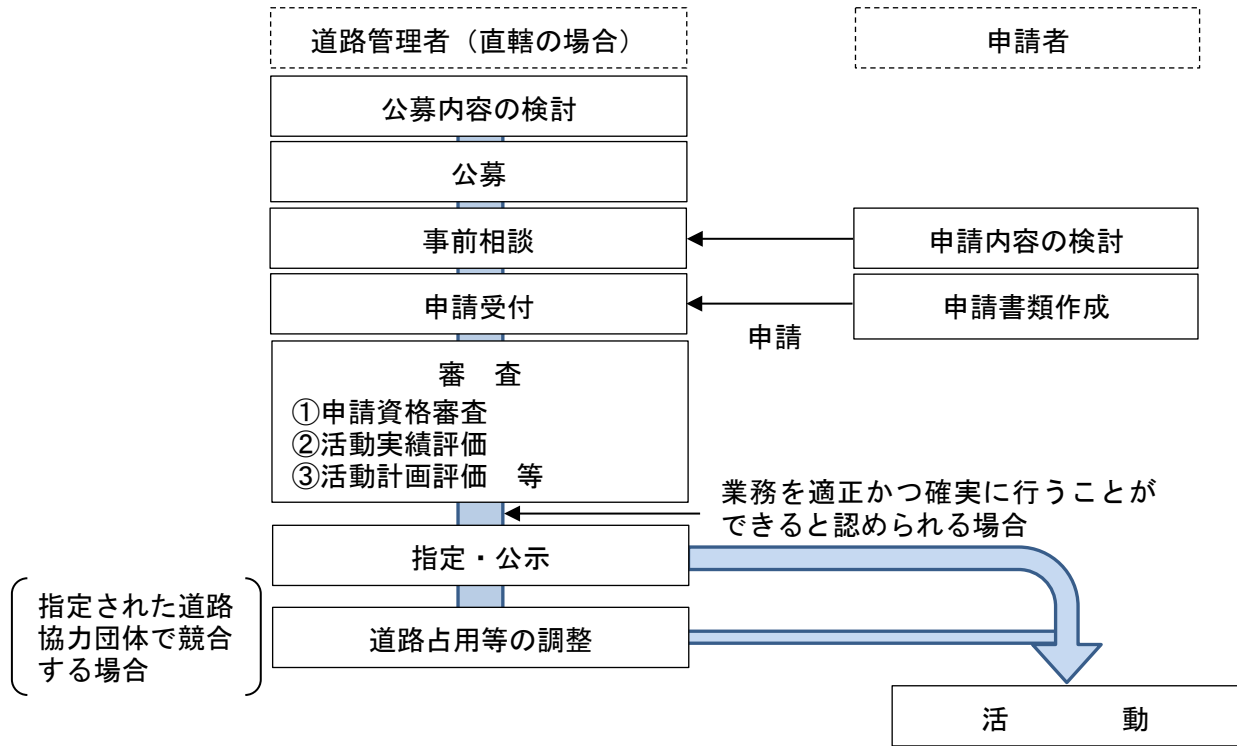 道路管理者（直轄の場合）
申請者
公募内容の検討
公募
事前相談
申請内容の検討
申請受付
申請書類作成
申請
審　査
①申請資格審査
②活動実績評価
③活動計画評価　等
業務を適正かつ確実に行うことが
できると認められる場合
指定・公示
指定された道路
協力団体で競合
する場合
道路占用等の調整
活　　　動